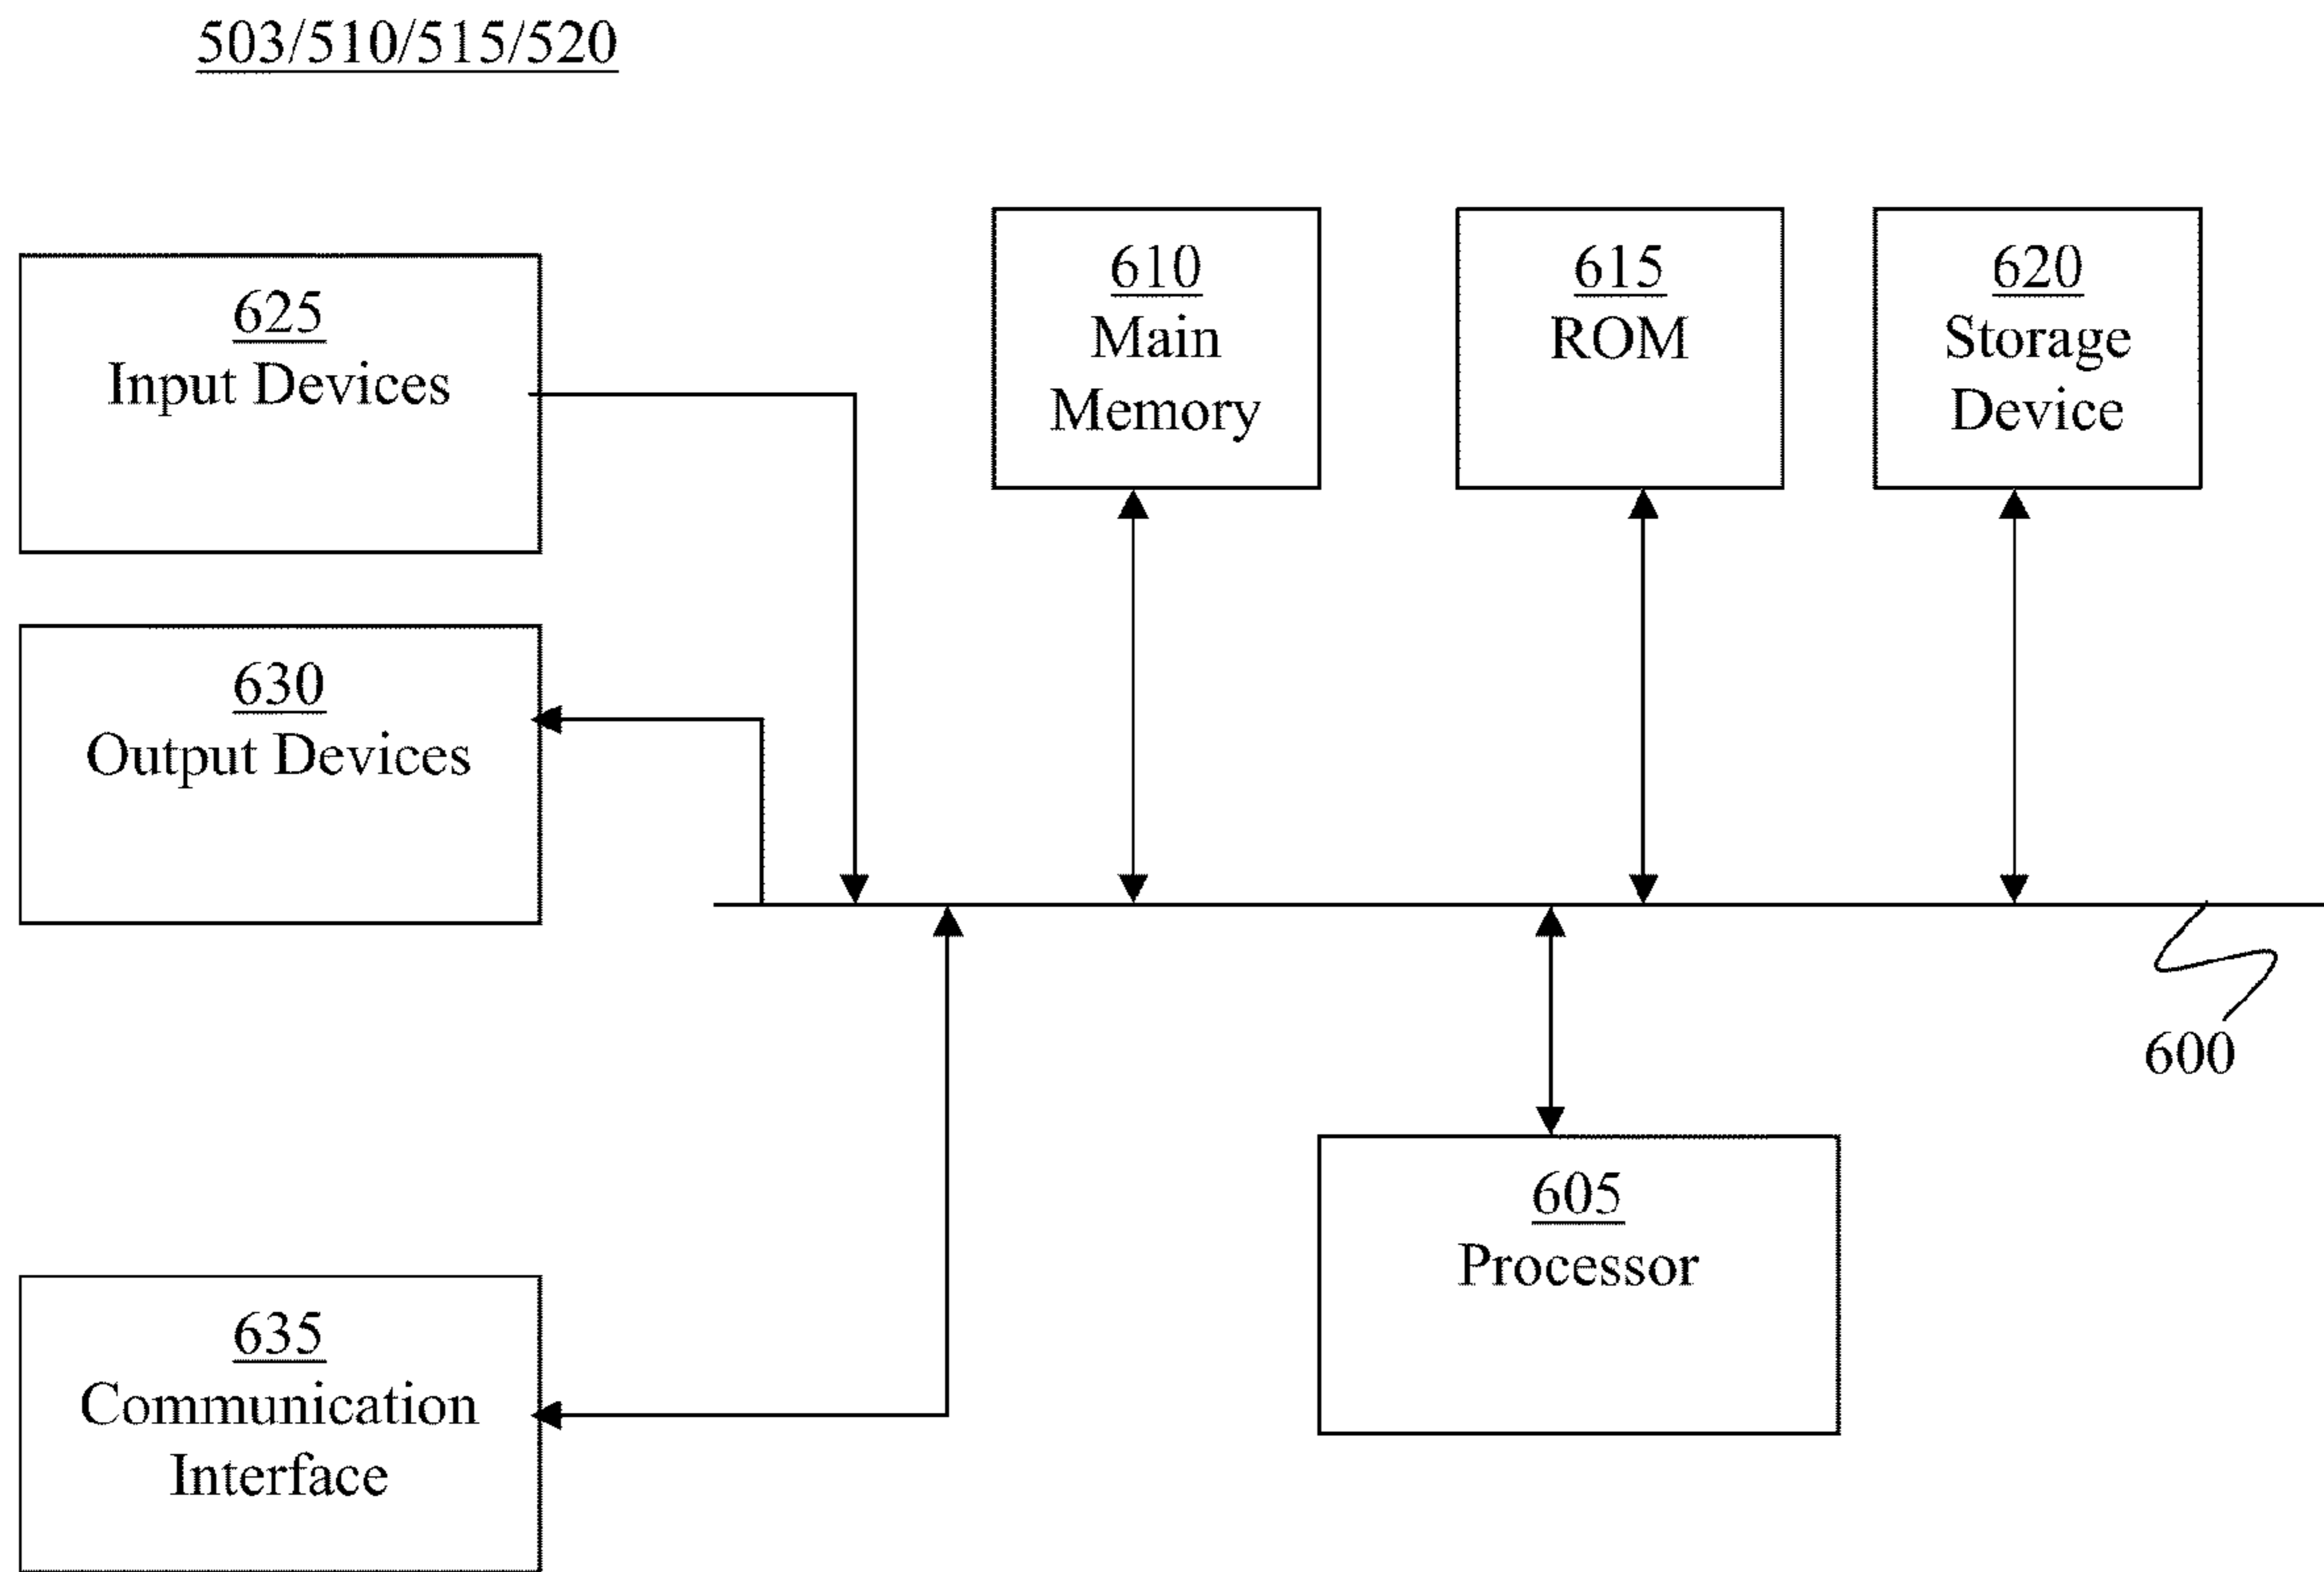 503/510/515/520
625
Input Devices
610
Main
Memory
615
ROM
620
Storage
Device
630
Output Devices
600
605
Processor
635
Communication
Interface